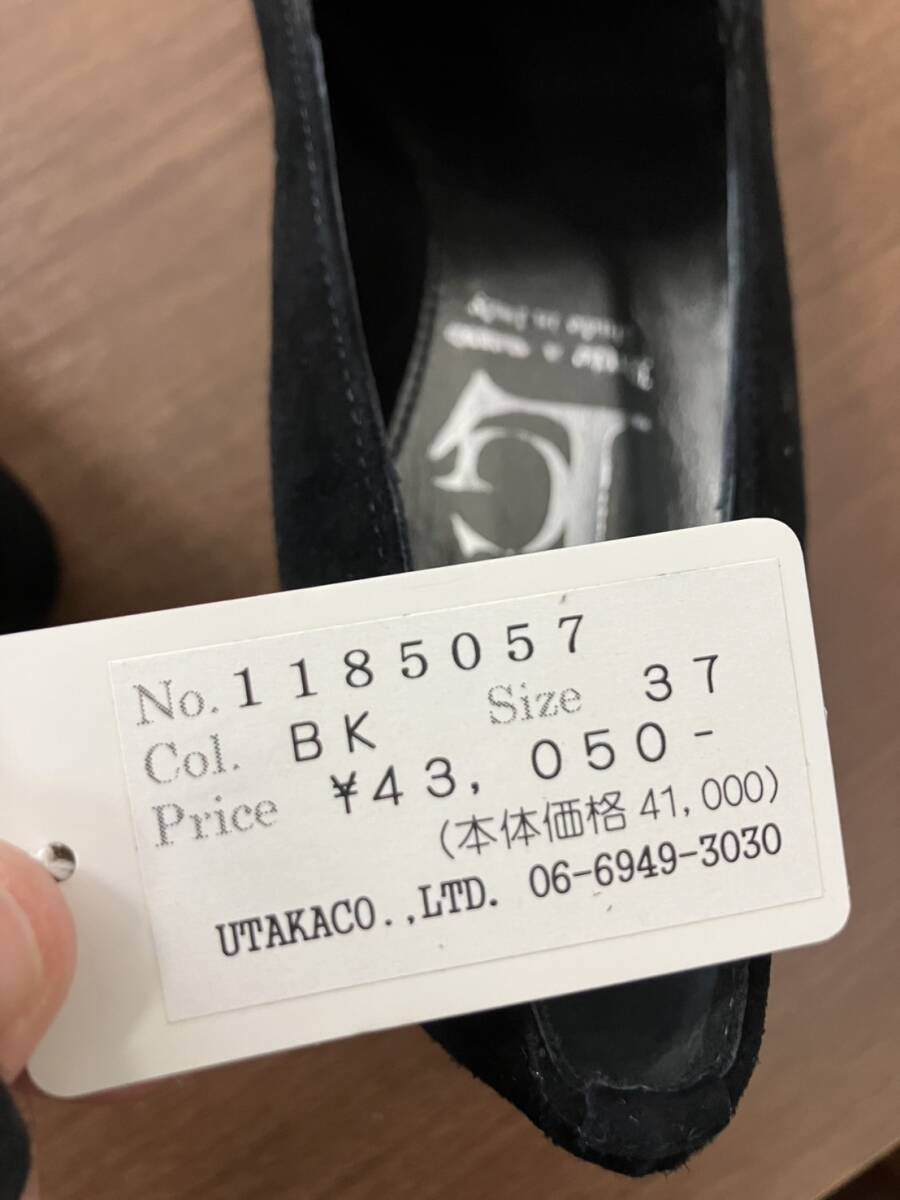 No. 1185057
Col. BK Size 37
Price ¥43,050-
(本体価格 41,000)
UTAKACO.,LTD. 06-6949-3030